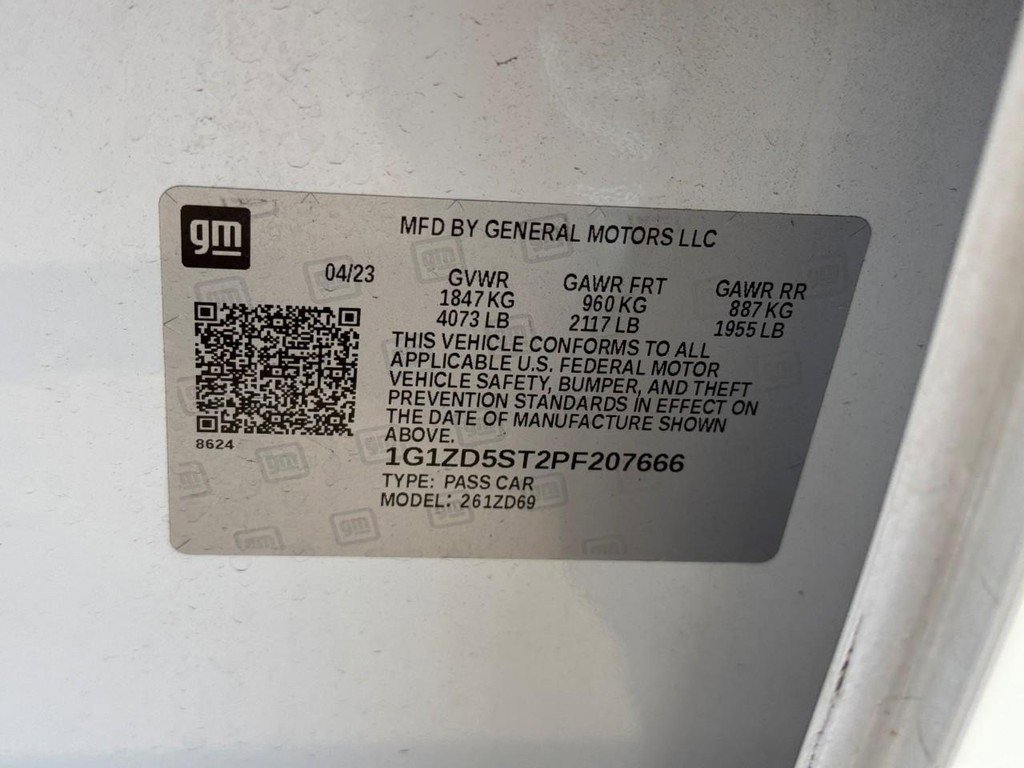 gm
MFD BY GENERAL MOTORS LLC
04/23
GVWR GAWR FRT GAWR RR
1847 KG 960 KG 887 KG
4073 LB 2117 LB 1955 LB
THIS VEHICLE CONFORMS TO ALL
APPLICABLE U.S. FEDERAL MOTOR
VEHICLE SAFETY, BUMPER, AND THEFT
PREVENTION STANDARDS IN EFFECT ON
THE DATE OF MANUFACTURE SHOWN
ABOVE.
8624
1G1ZD5ST2PF207666
TYPE: PASS CAR
MODEL: 261ZD69